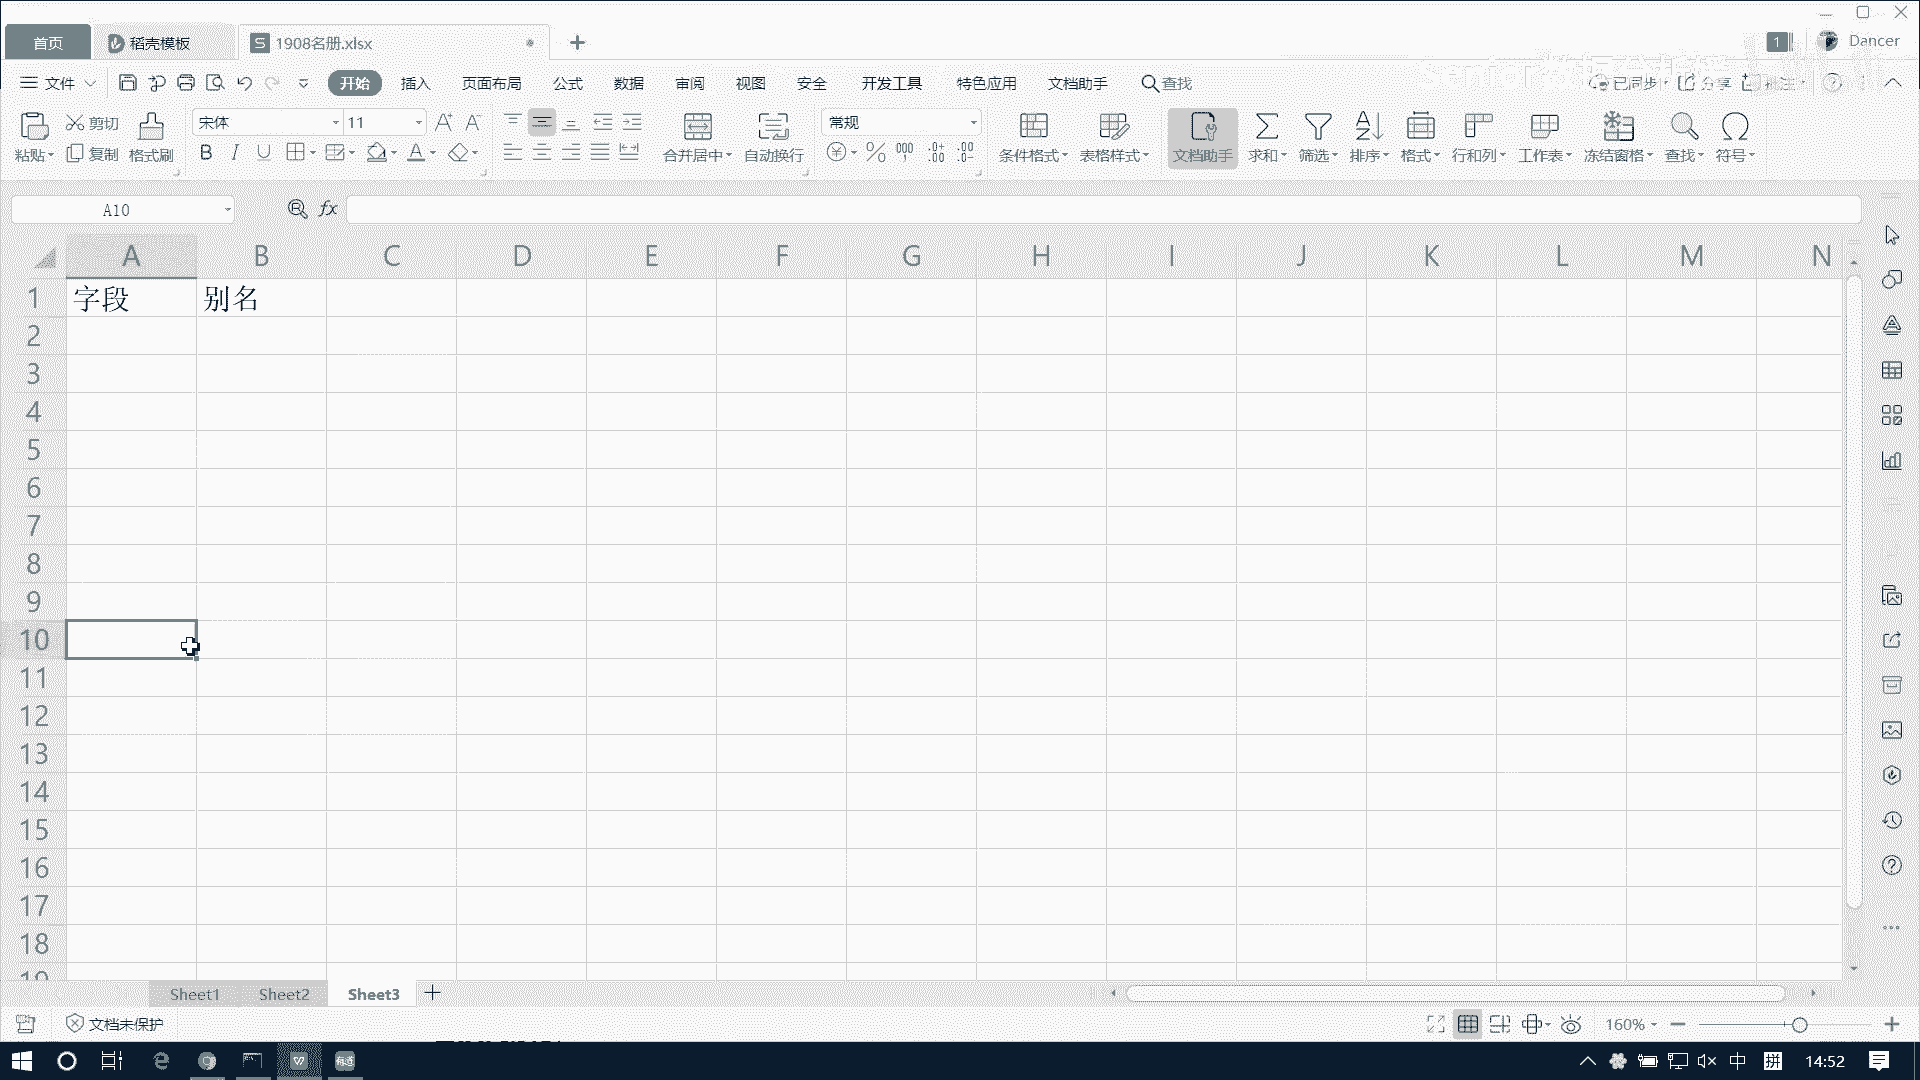 首页 稻壳模板 1908名册.xlsx 1 Dancer
文件 开始 插入 页面布局 公式 数据 审阅 视图 安全 开发工具 特色应用 文档助手 查找 已同步 分享 批注
粘贴 剪切 复制 格式刷 宋体 11 B I U A 合并居中 自动换行 常规 条件格式 表格样式 文档助手 求和 筛选 排序 格式 行和列 工作表 冻结窗格 查找 符号
A10 fx
A B C D E F G H I J K L M N
1 字段 别名
2
3
4
5
6
7
8
9
10
11
12
13
14
15
16
17
18
19
Sheet1 Sheet2 Sheet3
文档未保护 160%
有道 中 拼 14:52